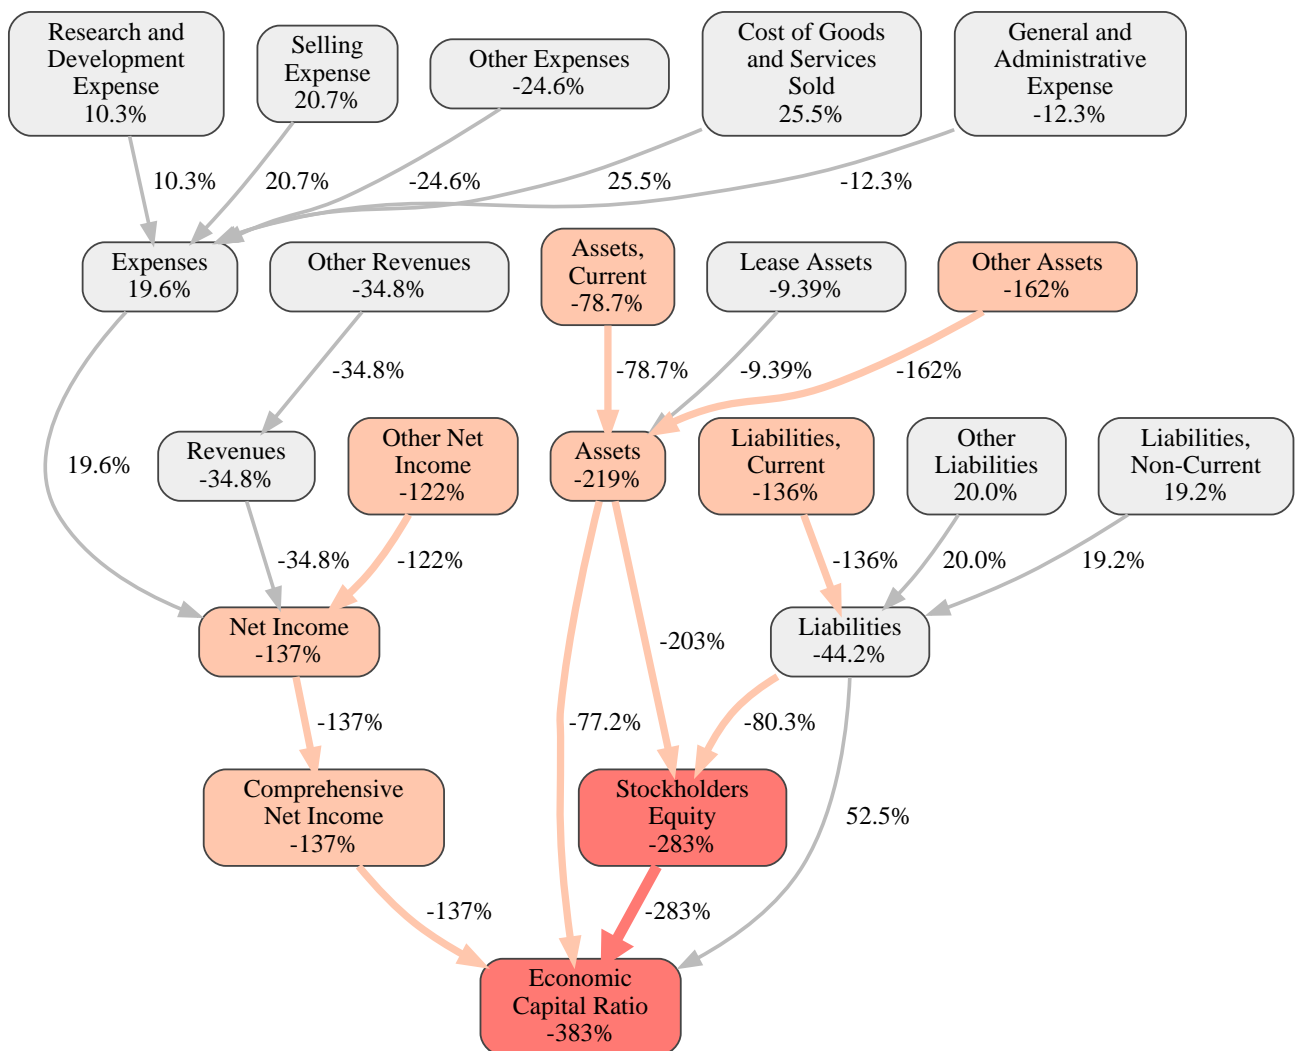 Research and
Development
Expense
10.3%
Selling
Expense
20.7%
Other Expenses
-24.6%
Cost of Goods
and Services
Sold
25.5%
General and
Administrative
Expense
-12.3%
10.3%
20.7%
-24.6%
25.5%
-12.3%
Expenses
19.6%
Other Revenues
-34.8%
Assets,
Current
-78.7%
Lease Assets
-9.39%
Other Assets
-162%
-34.8%
-78.7%
-9.39%
-162%
19.6%
Revenues
-34.8%
Other Net
Income
-122%
Assets
-219%
Liabilities,
Current
-136%
Other
Liabilities
20.0%
Liabilities,
Non-Current
19.2%
-34.8%
-122%
-136%
20.0%
19.2%
Net Income
-137%
-203%
Liabilities
-44.2%
-137%
-77.2%
-80.3%
Comprehensive
Net Income
-137%
Stockholders
Equity
-283%
52.5%
-137%
-283%
Economic
Capital Ratio
-383%